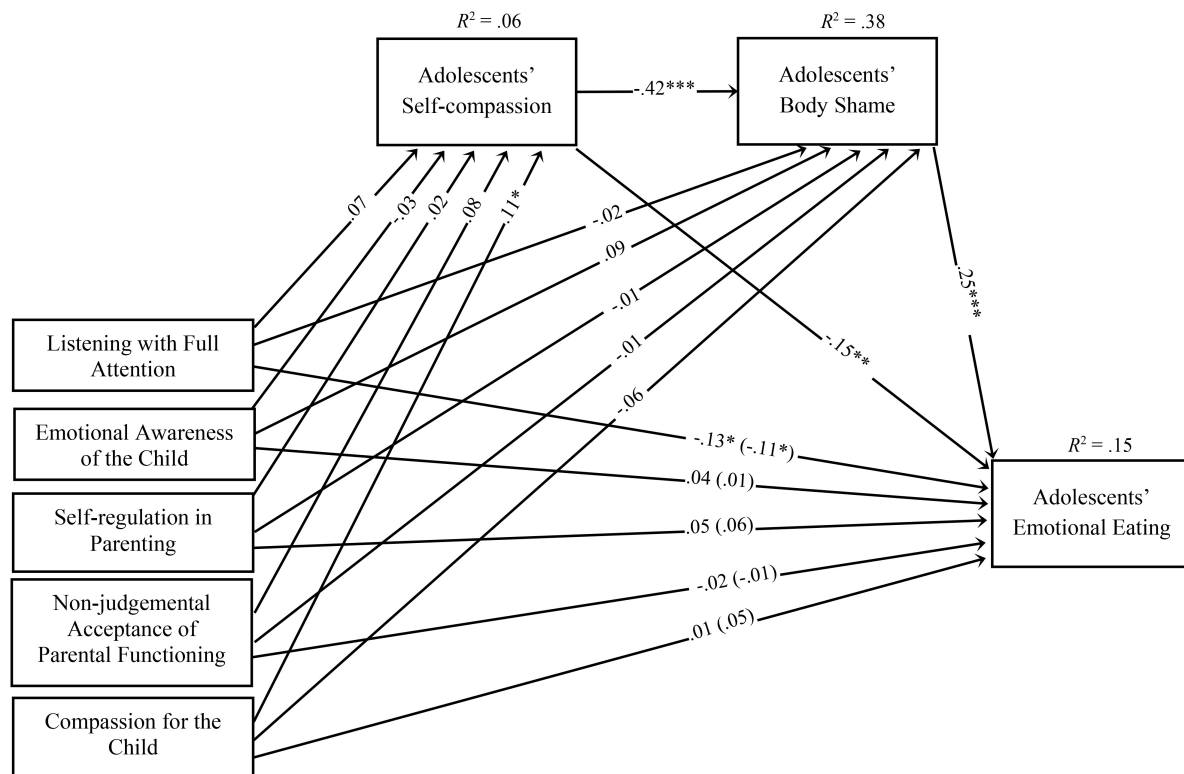 R² = .06
R² = .38
Adolescents’
Self-compassion
-.42***
Adolescents’
Body Shame
.07
-.03
.02
.08
.11*
-.02
.09
-.01
-.01
-.06
-.15**
.25***
Listening with Full
Attention
Emotional Awareness
of the Child
Self-regulation in
Parenting
Non-judgemental
Acceptance of
Parental Functioning
Compassion for the
Child
-.13* (-.11*)
.04 (.01)
.05 (.06)
-.02 (-.01)
.01 (.05)
R² = .15
Adolescents’
Emotional Eating